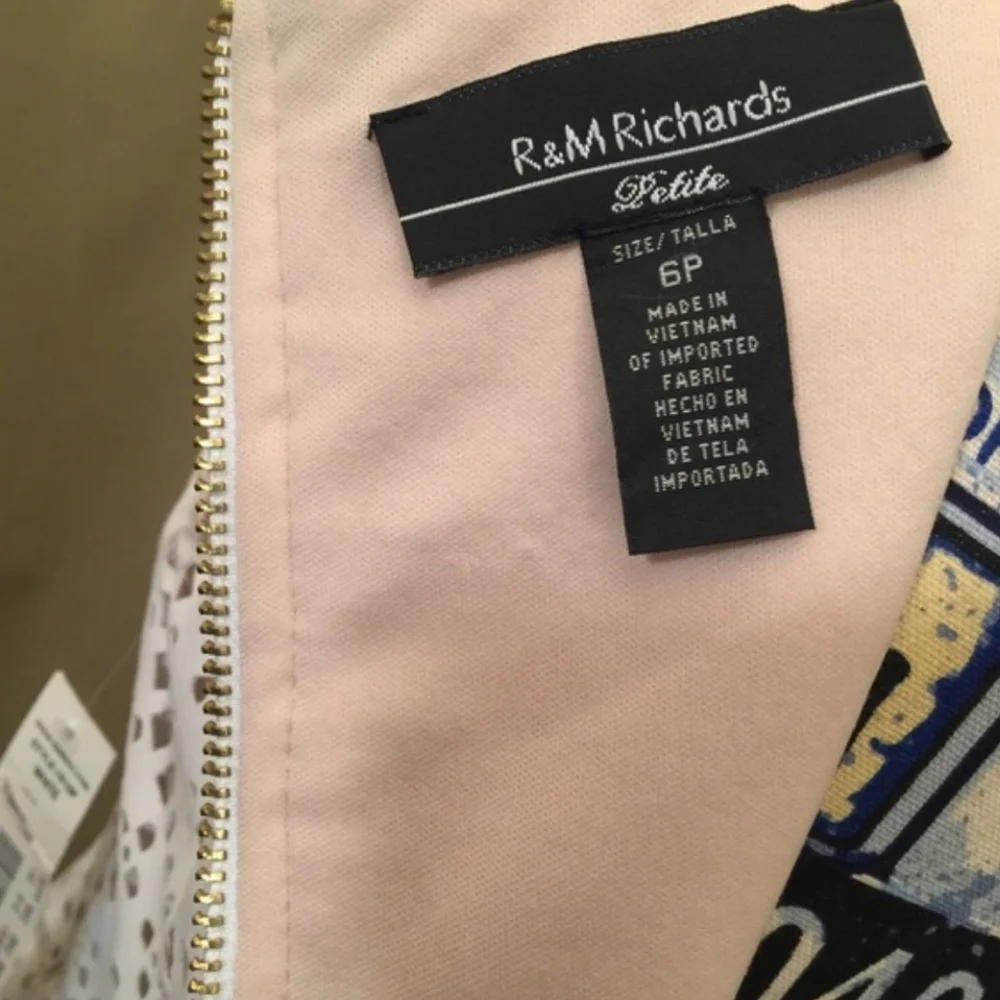 R&M Richards
Petite
SIZE/TALLA
6P
MADE IN
VIETNAM
OF IMPORTED
FABRIC
HECHO EN
VIETNAM
DE TELA
IMPORTADA